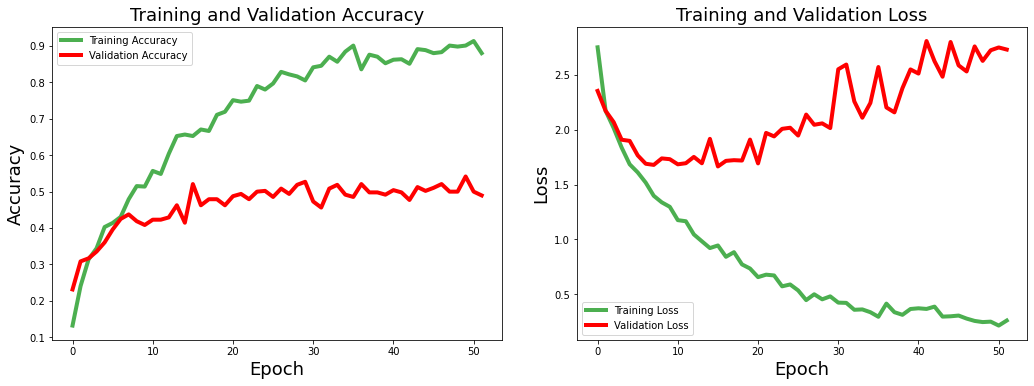 Training and Validation Accuracy
Training Accuracy
Validation Accuracy
0.9
0.8
0.7
0.6
0.5
0.4
0.3
0.2
0.1
Accuracy
0
10
20
30
40
50
Epoch
Training and Validation Loss
2.5
2.0
1.5
1.0
0.5
Loss
Training Loss
Validation Loss
0
10
20
30
40
50
Epoch